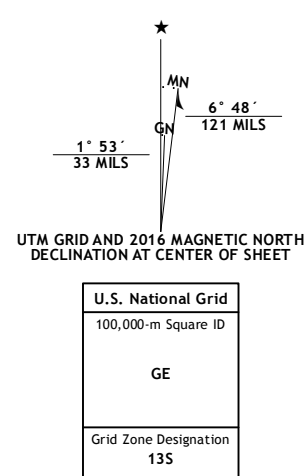 ★
MN
6° 48´
121 MILS
GN
1° 53´
33 MILS
UTM GRID AND 2016 MAGNETIC NORTH
DECLINATION AT CENTER OF SHEET
U.S. National Grid
100,000-m Square ID
GE
Grid Zone Designation
13S